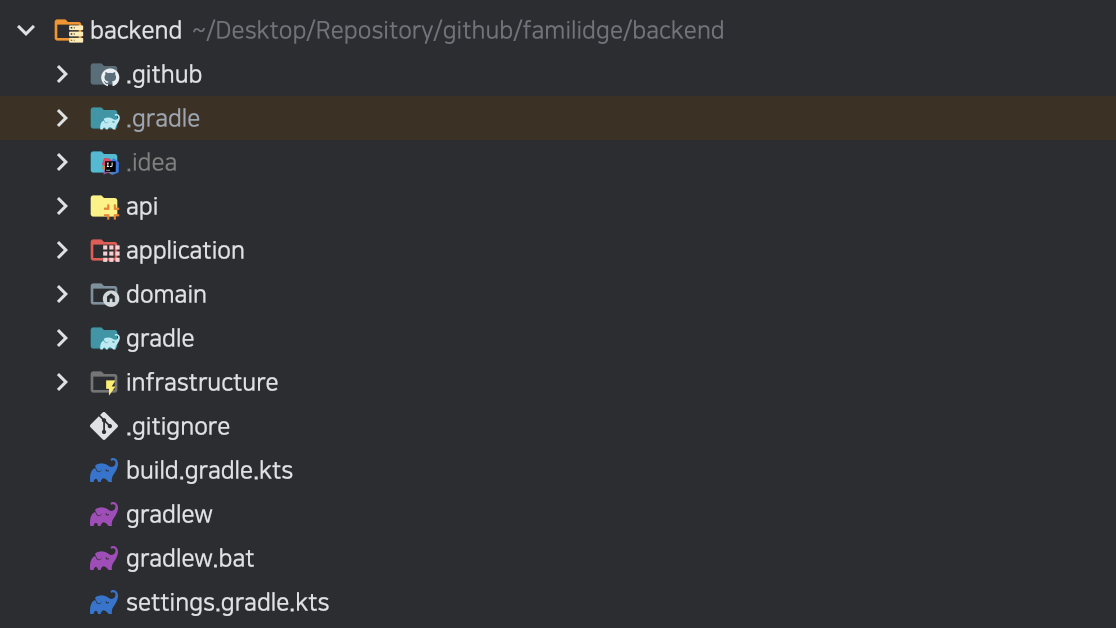 backend ~/Desktop/Repository/github/familidge/backend
.github
.gradle
.idea
api
application
domain
gradle
infrastructure
.gitignore
build.gradle.kts
gradlew
gradlew.bat
settings.gradle.kts